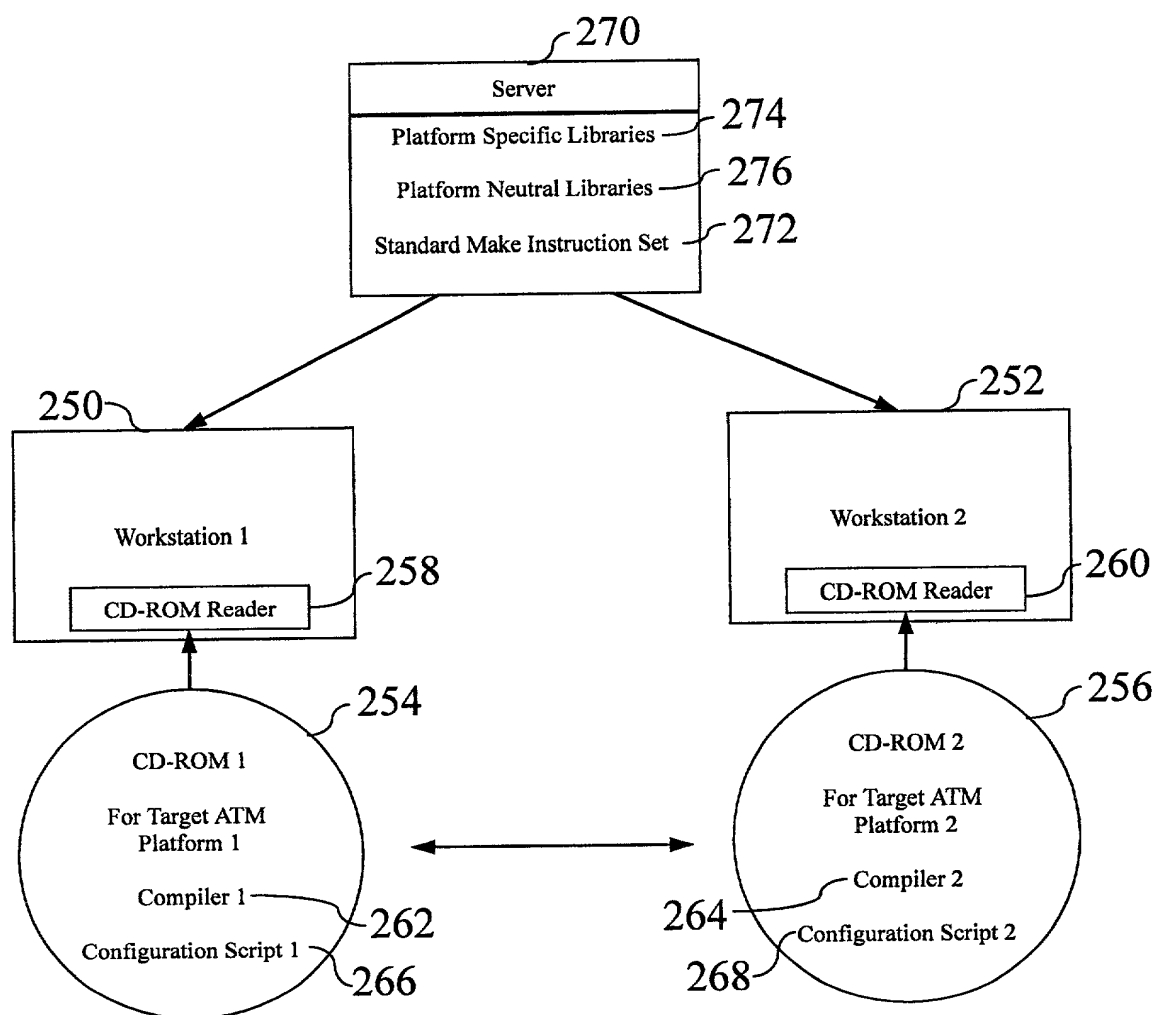 270
Server
Platform Specific Libraries
274
Platform Neutral Libraries
276
Standard Make Instruction Set
272
250
252
Workstation 1
Workstation 2
258
CD-ROM Reader
260
CD-ROM Reader
254
CD-ROM 1
For Target ATM
Platform 1
Compiler 1
262
Configuration Script 1
266
256
CD-ROM 2
For Target ATM
Platform 2
Compiler 2
264
Configuration Script 2
268